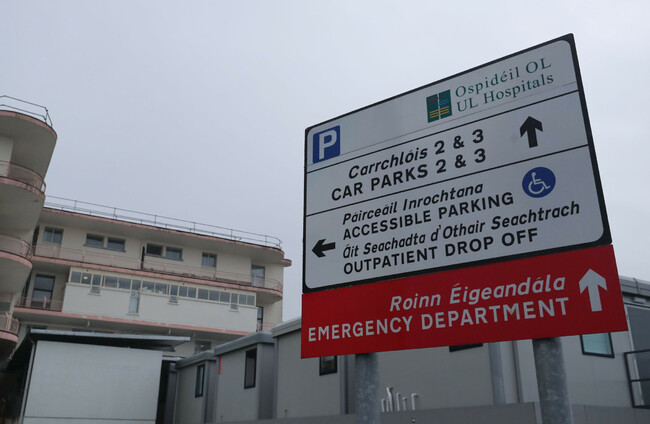 Ospidéil OL
UL Hospitals
P
Carrchlóis 2 & 3
CAR PARKS 2 & 3
Páirceáil Inrochtana
ACCESSIBLE PARKING
Áit Seachadta d'Othair Seachtrach
OUTPATIENT DROP OFF
Roinn Éigeandála
EMERGENCY DEPARTMENT